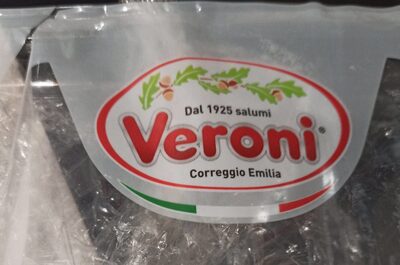 Dal 1925 salumi
Veroni®
Correggio Emilia